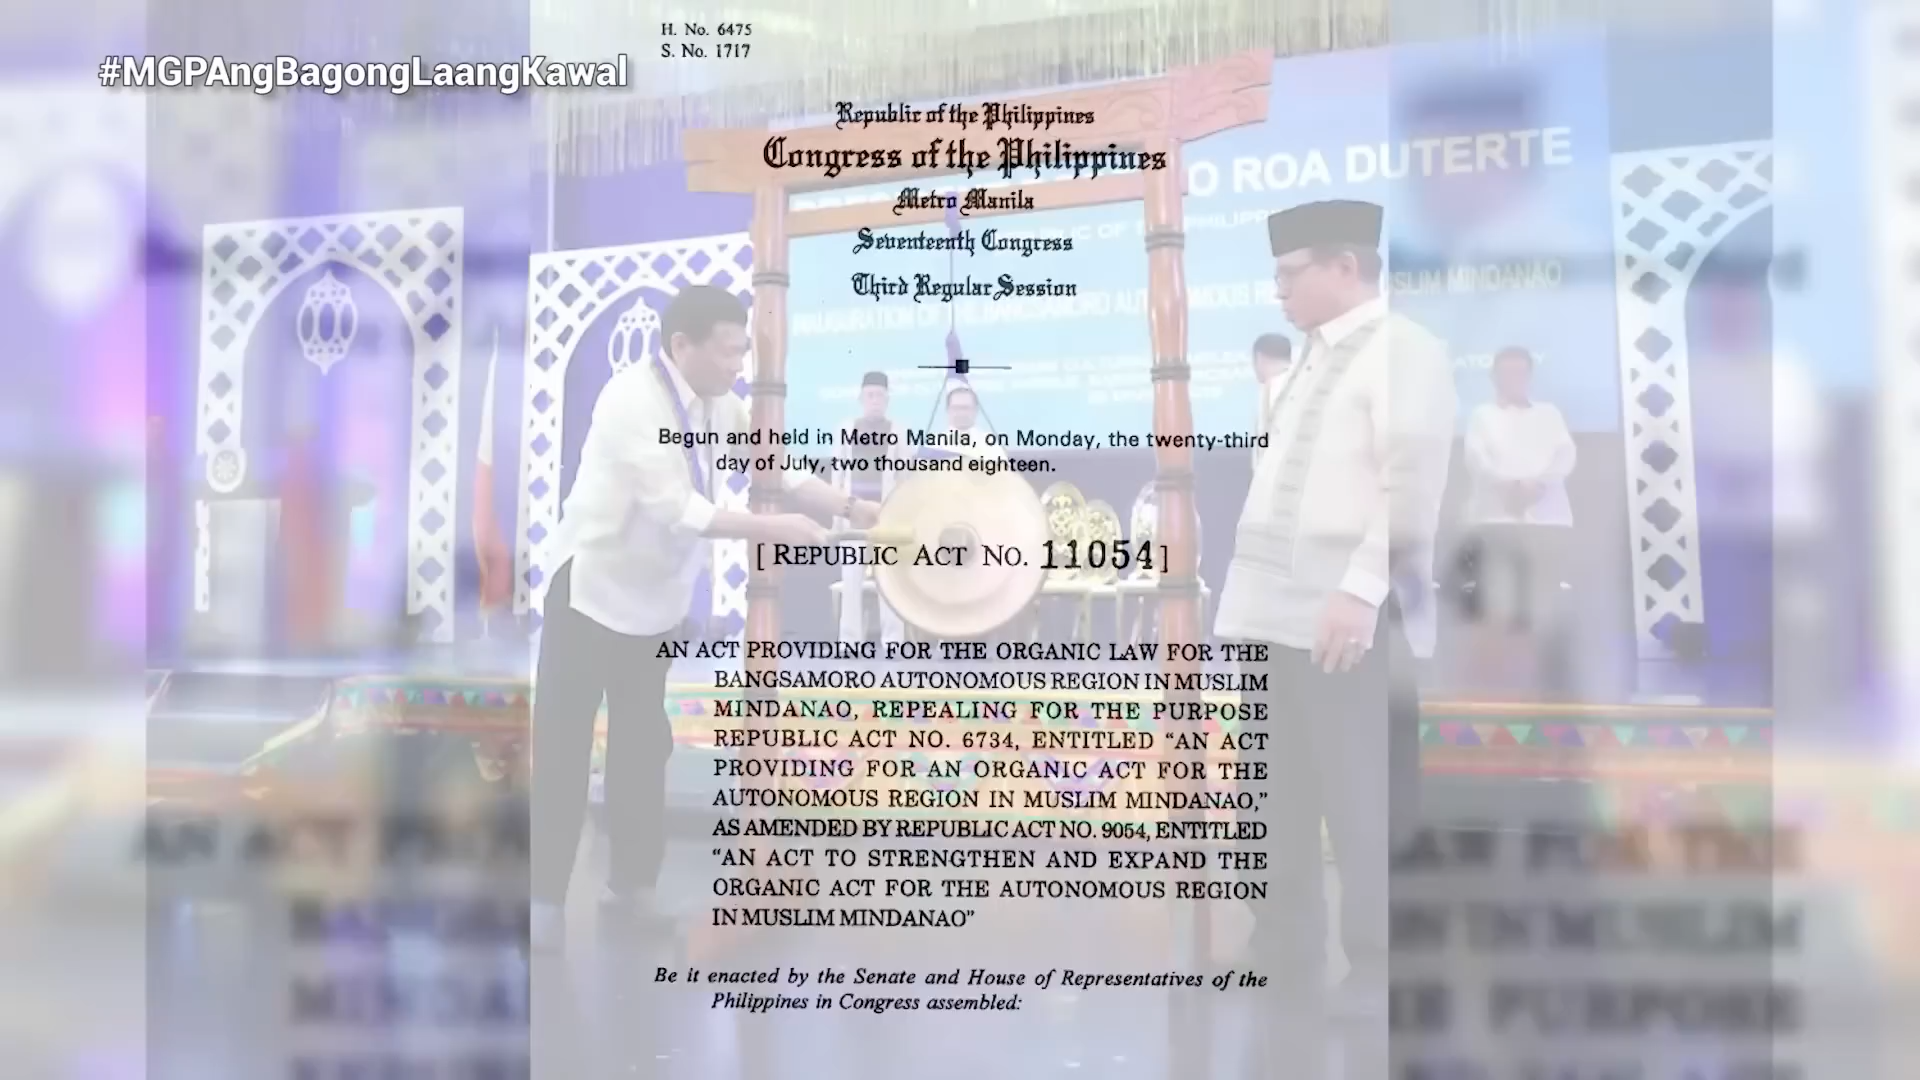 H. No. 6475
S. No. 1717
#MGPAngBagongLaangKawal
Republic of the Philippines
Congress of the Philippines
Metro Manila
Seventeenth Congress
Third Regular Session
O ROA DUTERTE
MUSLIM MINDANAO
Begun and held in Metro Manila, on Monday, the twenty-third
day of July, two thousand eighteen.
[ REPUBLIC ACT NO. 11054 ]
AN ACT PROVIDING FOR THE ORGANIC LAW FOR THE
BANGSAMORO AUTONOMOUS REGION IN MUSLIM
MINDANAO, REPEALING FOR THE PURPOSE
REPUBLIC ACT NO. 6734, ENTITLED “AN ACT
PROVIDING FOR AN ORGANIC ACT FOR THE
AUTONOMOUS REGION IN MUSLIM MINDANAO,”
AS AMENDED BY REPUBLIC ACT NO. 9054, ENTITLED
“AN ACT TO STRENGTHEN AND EXPAND THE
ORGANIC ACT FOR THE AUTONOMOUS REGION
IN MUSLIM MINDANAO”
Be it enacted by the Senate and House of Representatives of the
Philippines in Congress assembled: